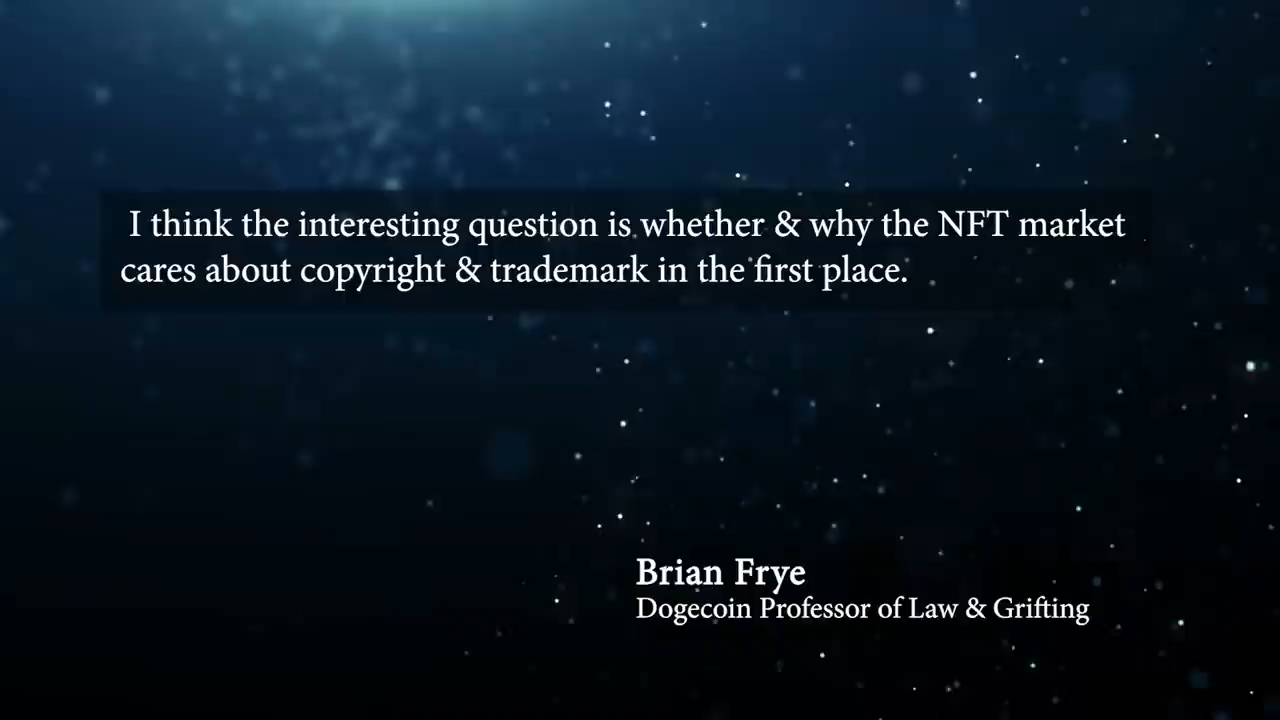 I think the interesting question is whether & why the NFT market
cares about copyright & trademark in the first place.
Brian Frye
Dogecoin Professor of Law & Grifting